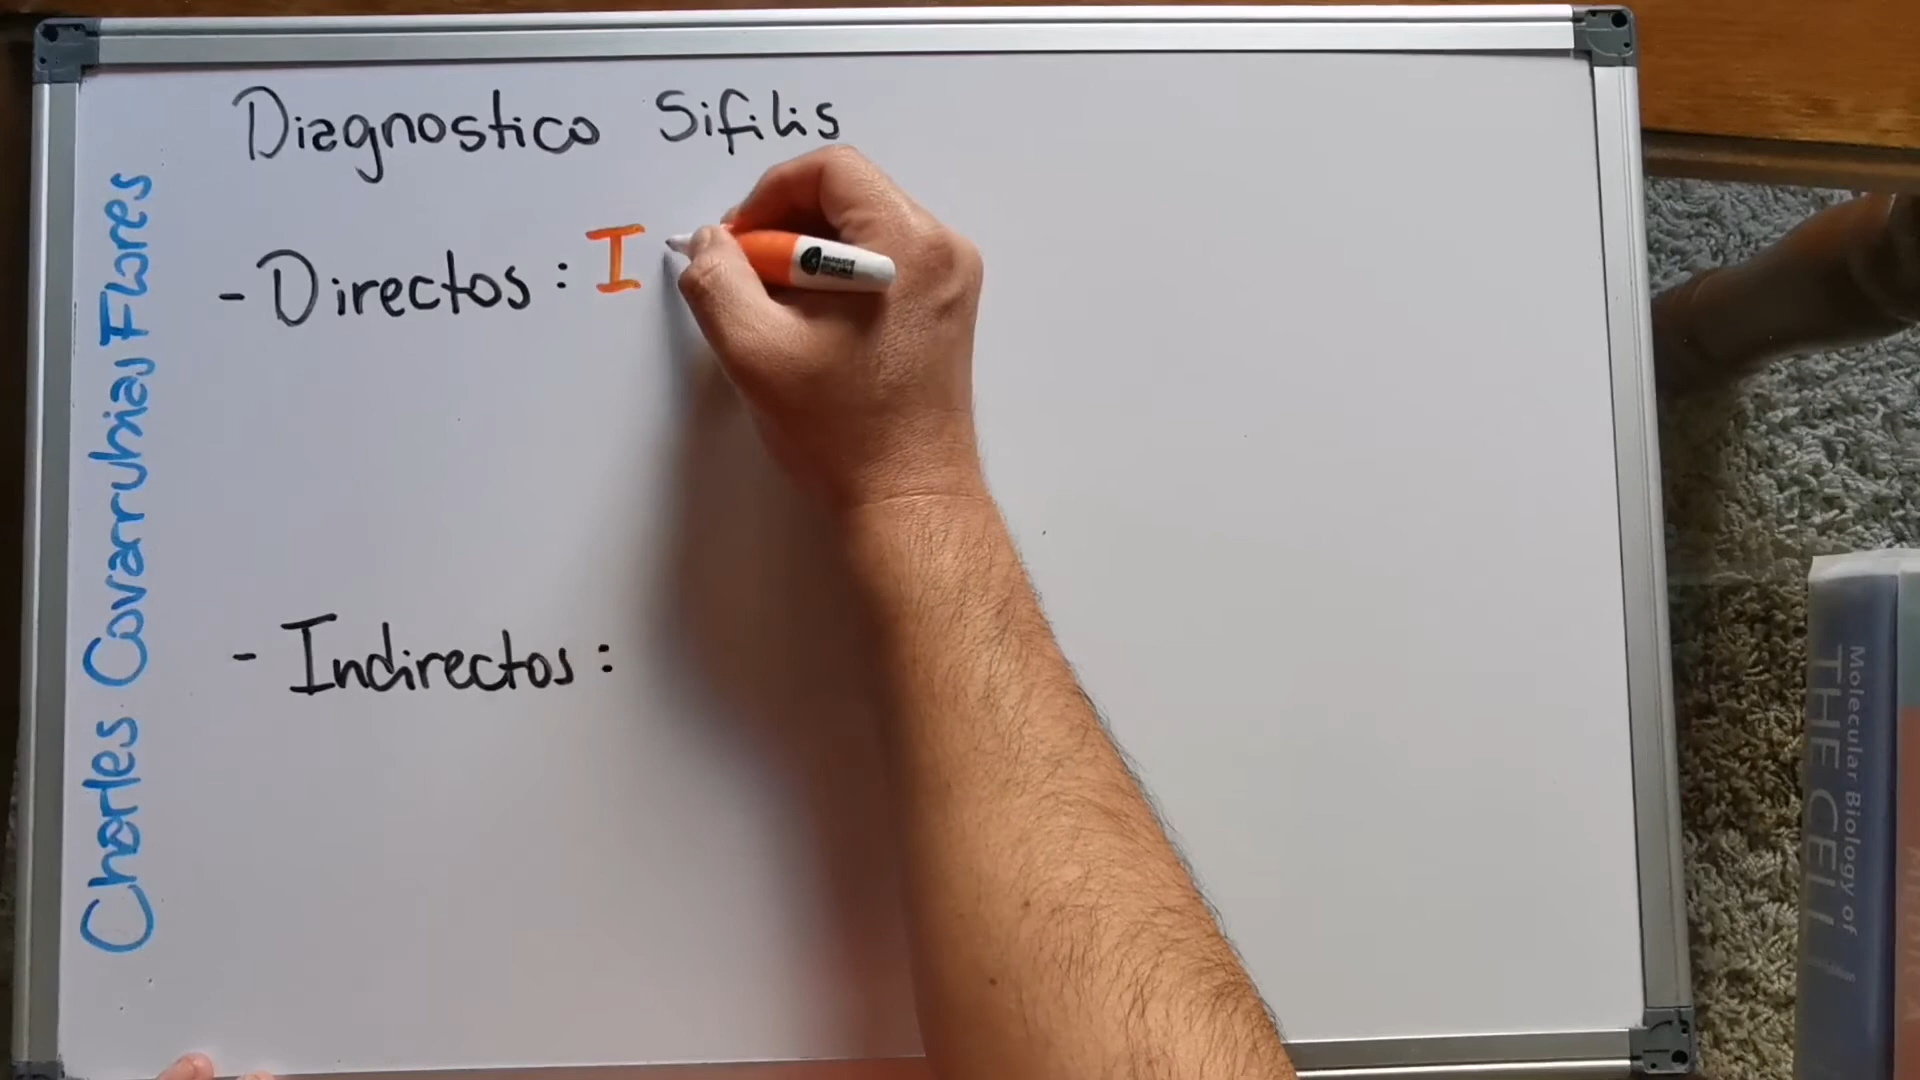 Diagnostico Sifilis
- Directos: I
- Indirectos:
Charles Covarrubias Flores
Molecular Biology of
THE CELL